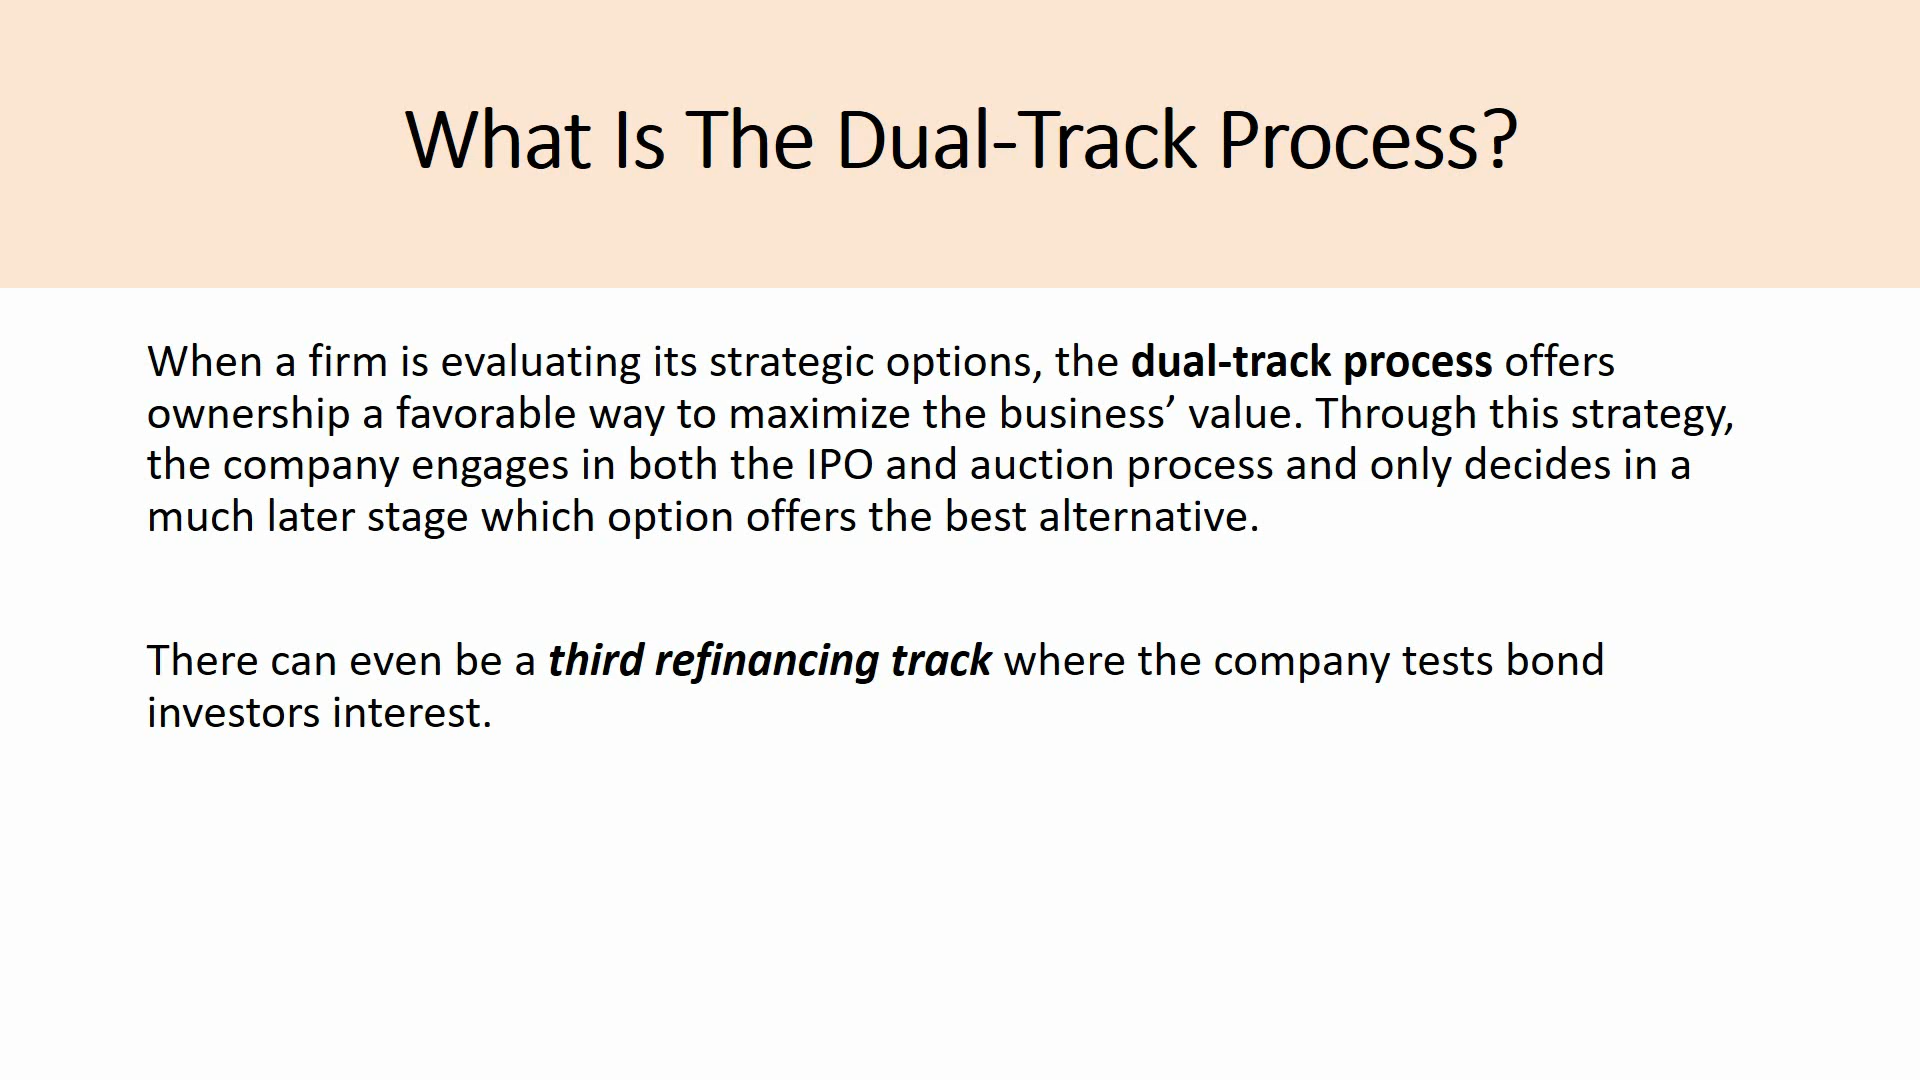 What Is The Dual-Track Process?
When a firm is evaluating its strategic options, the dual-track process offers
ownership a favorable way to maximize the business’ value. Through this strategy,
the company engages in both the IPO and auction process and only decides in a
much later stage which option offers the best alternative.
There can even be a third refinancing track where the company tests bond
investors interest.